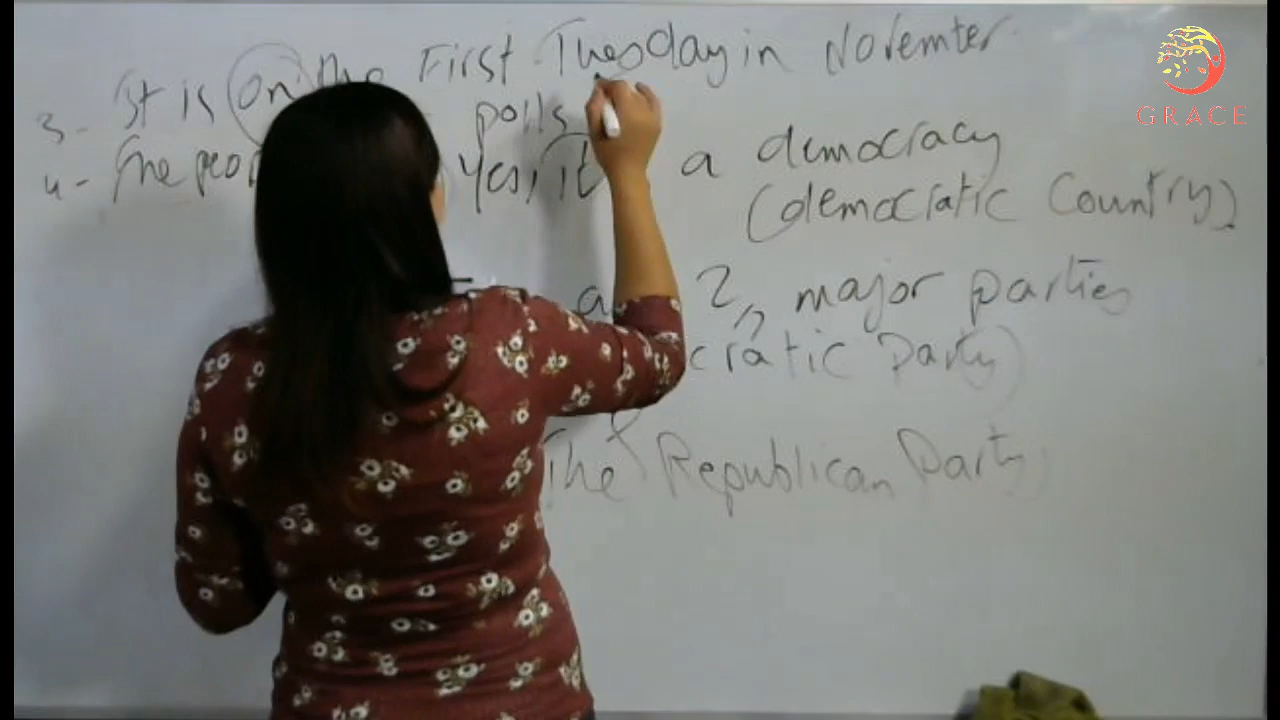 3- It is on the First Tuesday in November
polls
4- The peo Yes, it a democracy
(democratic Country)
a 2 major parties
cratic Party)
The Republican Party
GRACE